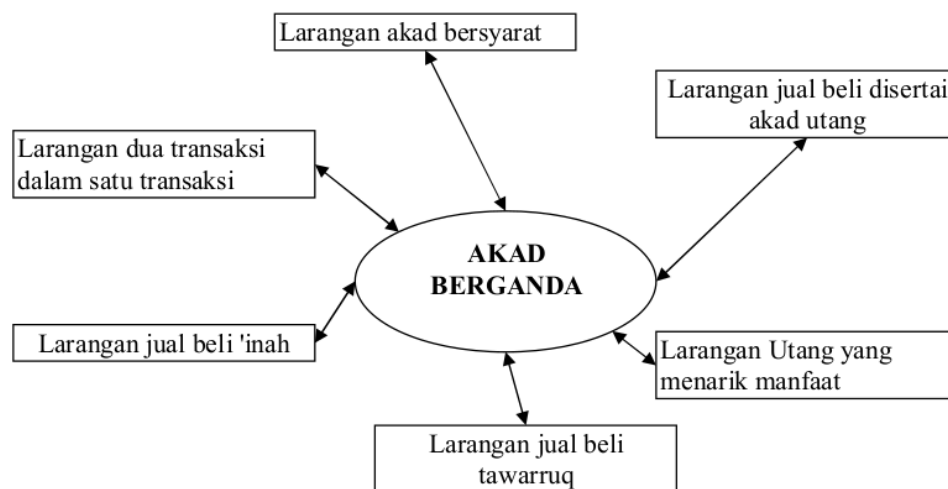 Larangan akad bersyarat
Larangan jual beli disertai
akad utang
Larangan dua transaksi
dalam satu transaksi
AKAD
BERGANDA
Larangan jual beli 'inah
Larangan Utang yang
menarik manfaat
Larangan jual beli
tawarruq